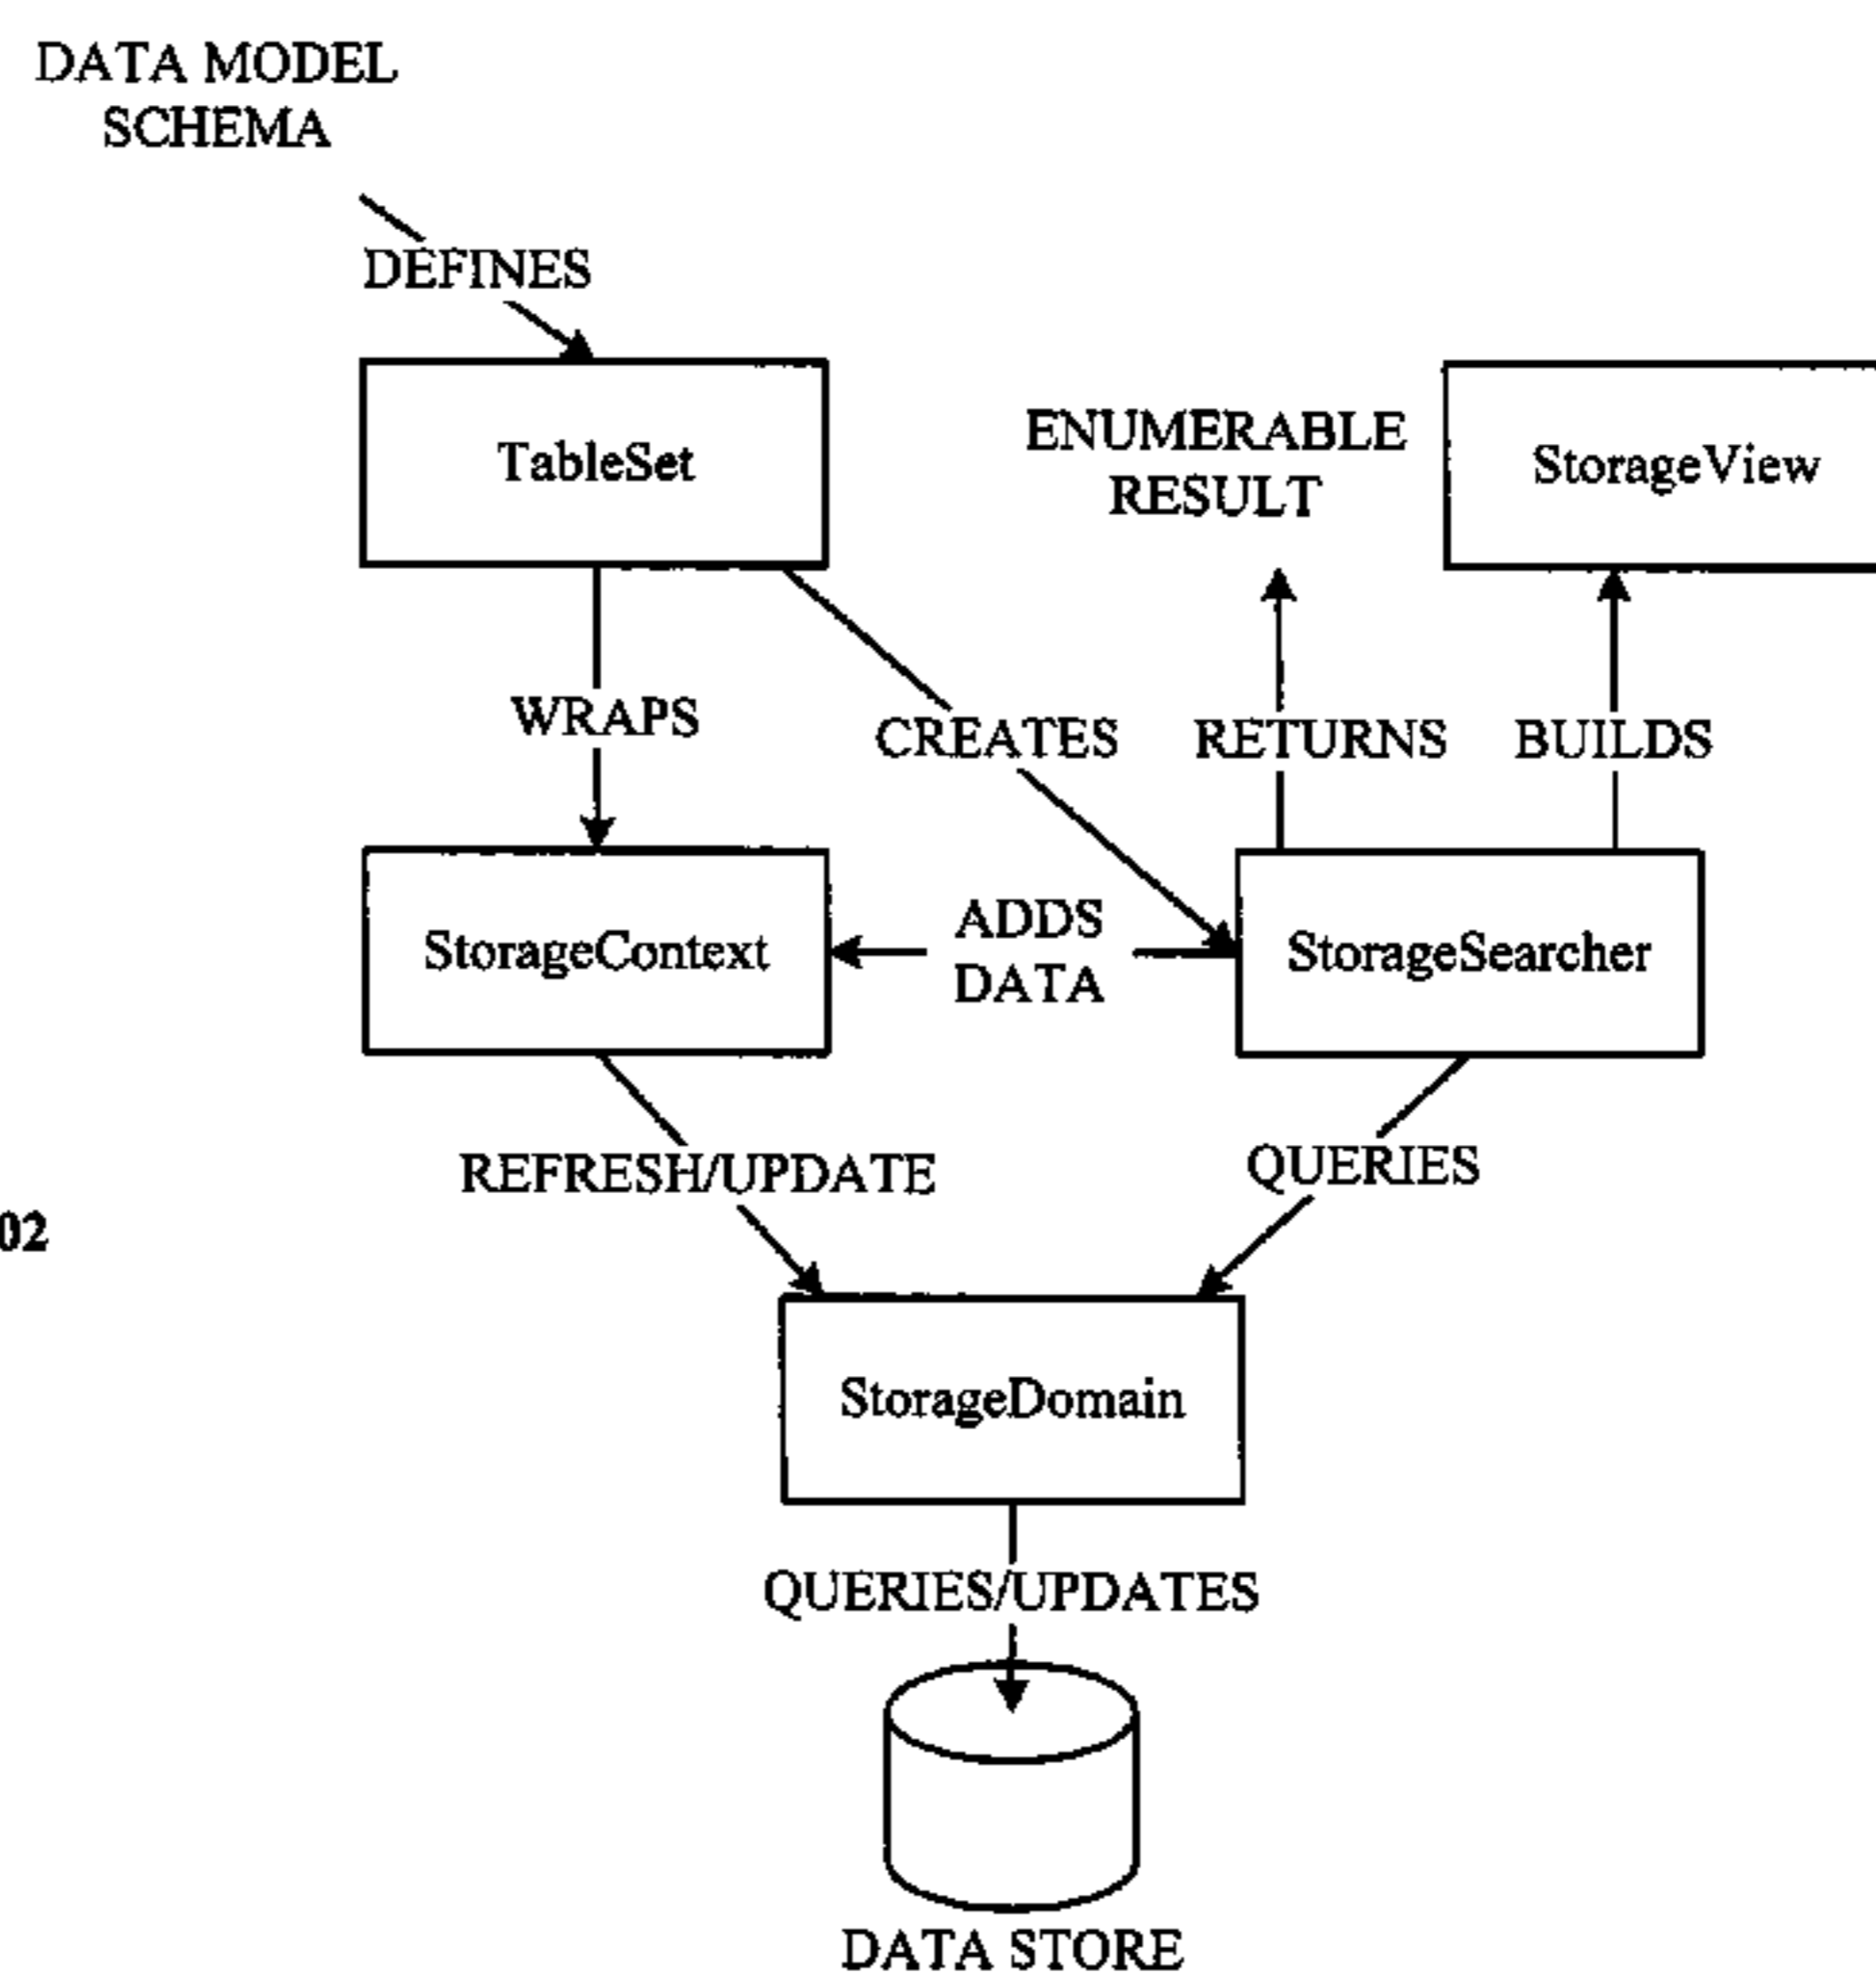 DATA MODEL
SCHEMA
DEFINES
TableSet
ENUMERABLE
RESULT
StorageView
WRAPS
CREATES
RETURNS
BUILDS
StorageContext
ADDS
DATA
StorageSearcher
REFRESH/UPDATE
QUERIES
02
StorageDomain
QUERIES/UPDATES
DATA STORE